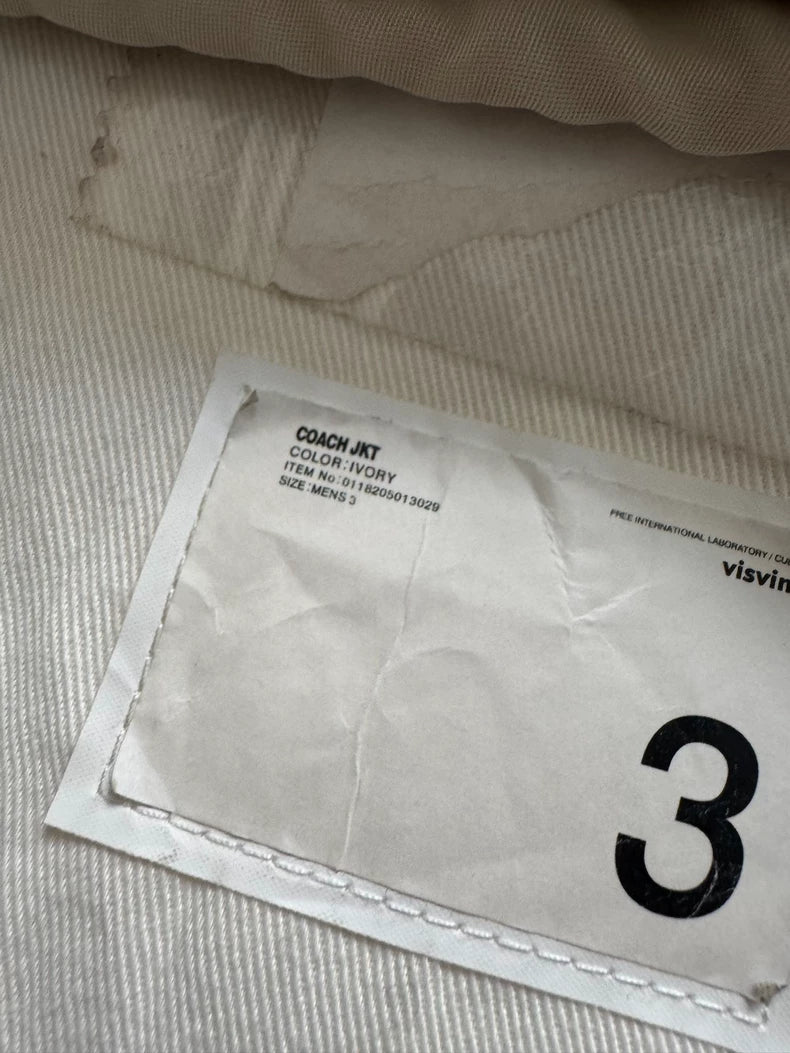 COACH JKT
COLOR:IVORY
ITEM No:0118205013029
SIZE:MENS 3
FREE INTERNATIONAL LABORATORY /
visvim
3